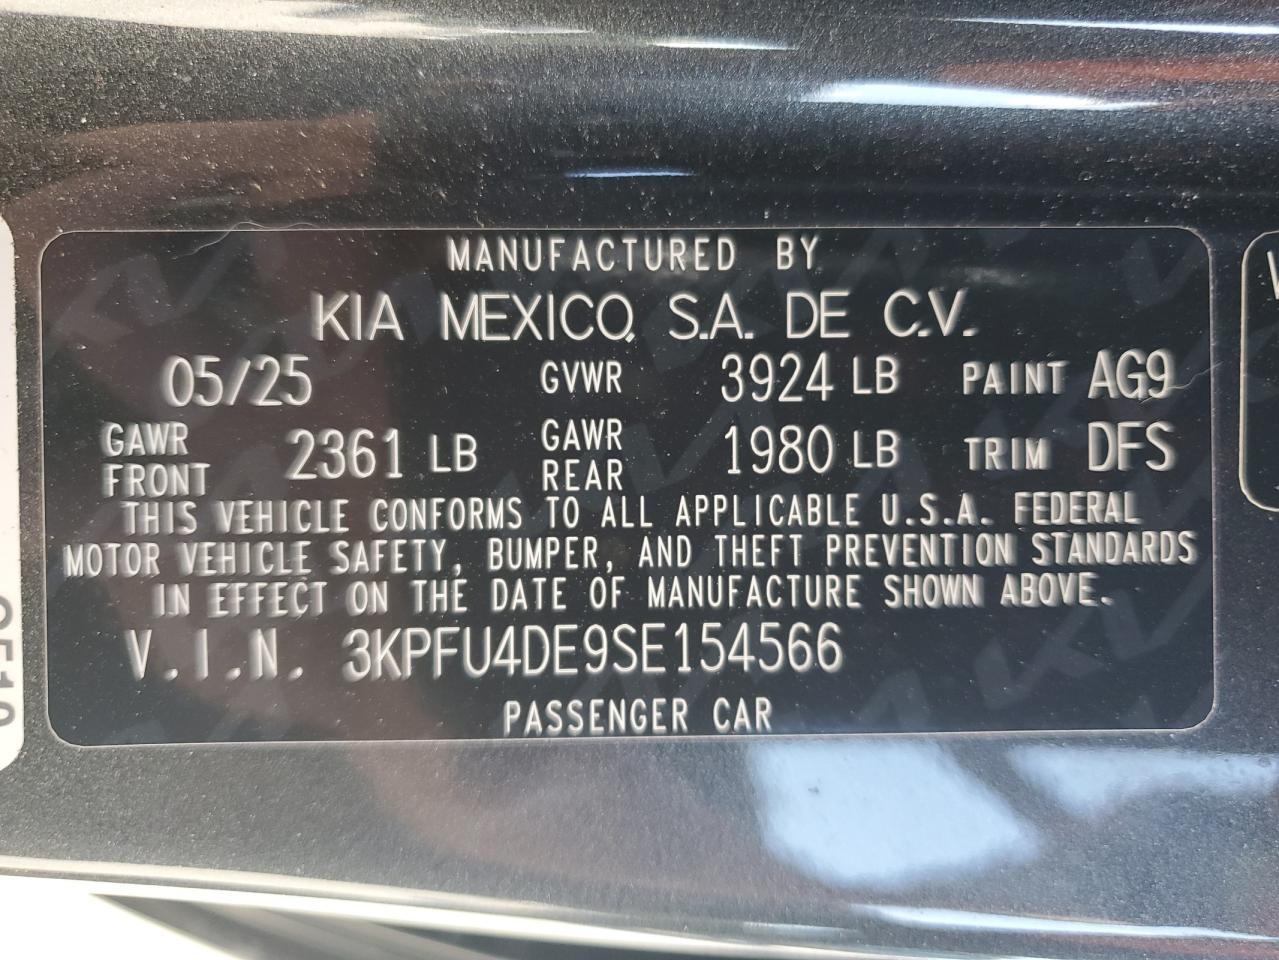 MANUFACTURED BY
KIA MEXICO, S.A. DE C.V.
05/25 GVWR 3924 LB PAINT AG9
GAWR FRONT 2361 LB GAWR REAR 1980 LB TRIM DFS
THIS VEHICLE CONFORMS TO ALL APPLICABLE U.S.A. FEDERAL
MOTOR VEHICLE SAFETY, BUMPER, AND THEFT PREVENTION STANDARDS
IN EFFECT ON THE DATE OF MANUFACTURE SHOWN ABOVE.
V.I.N. 3KPFU4DE9SE154566
PASSENGER CAR